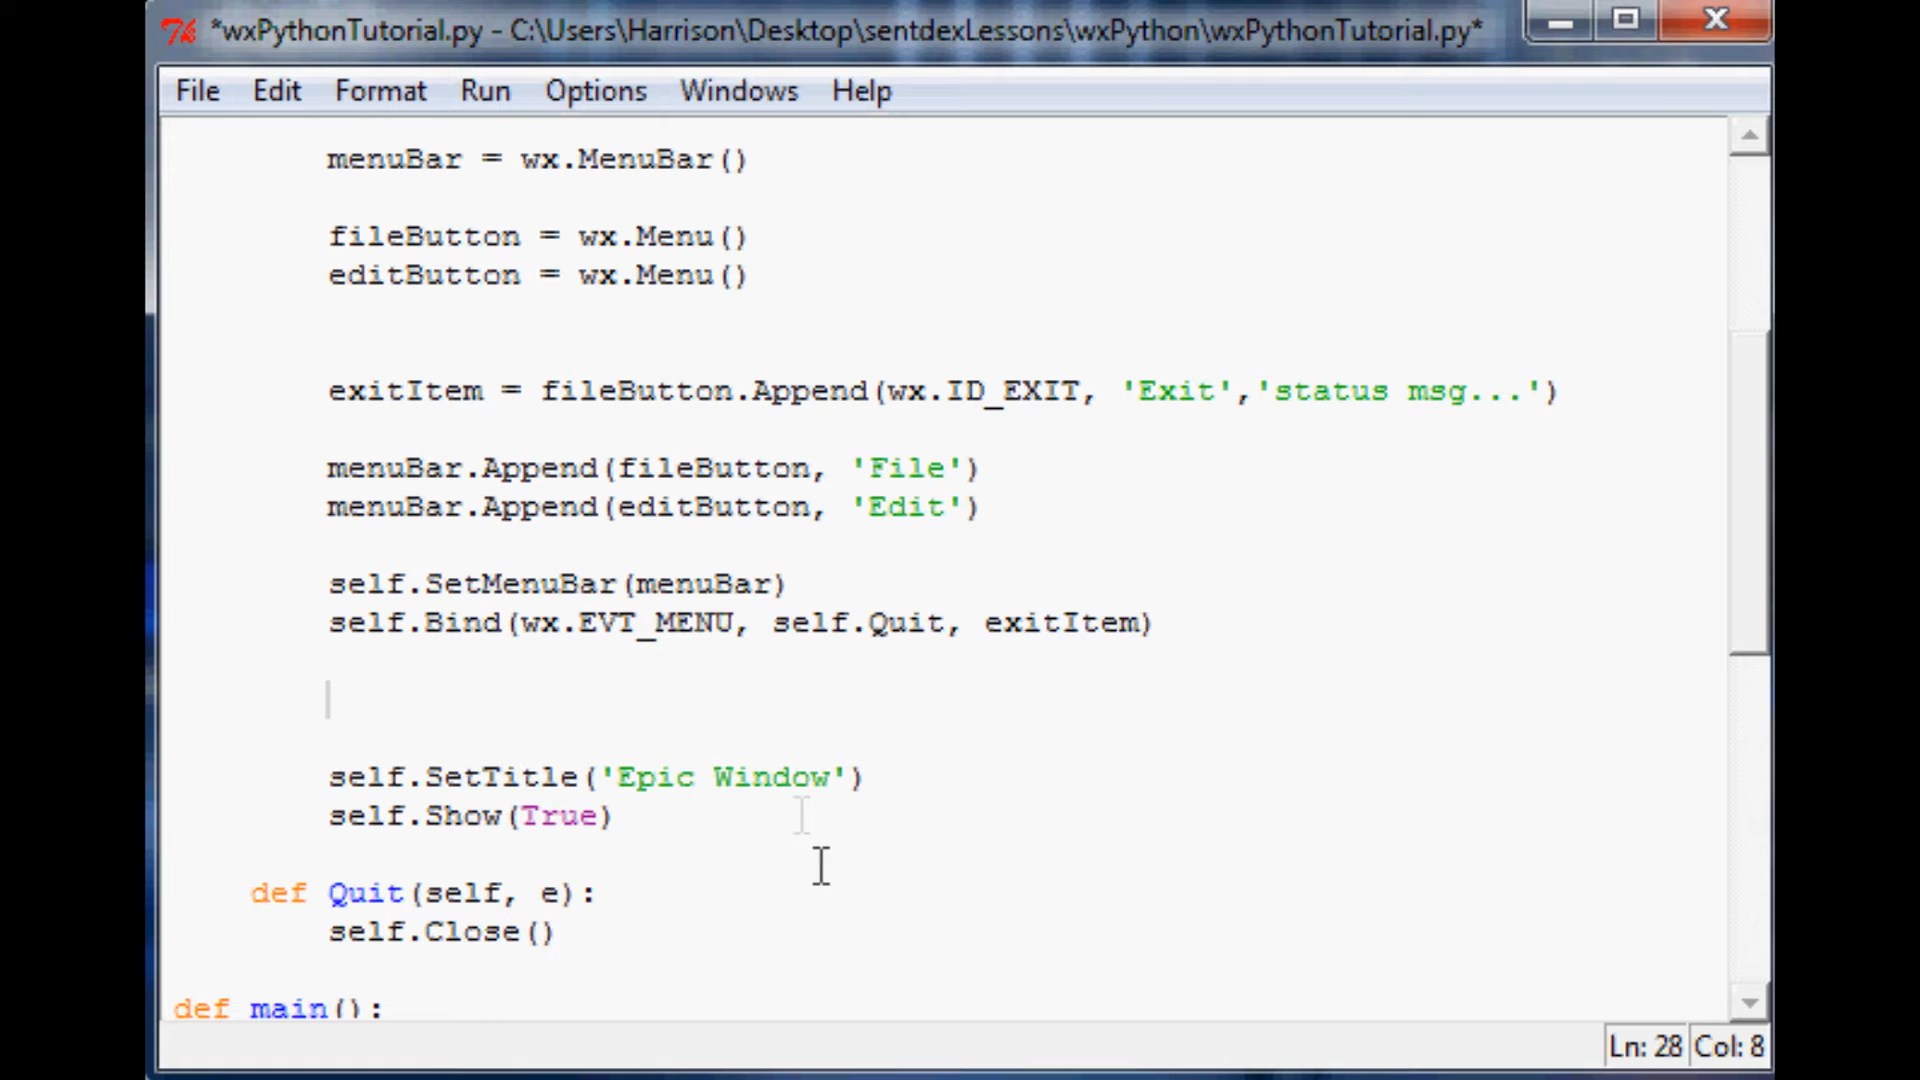 *wxPythonTutorial.py - C:\Users\Harrison\Desktop\sentdexLessons\wxPython\wxPythonTutorial.py*
File Edit Format Run Options Windows Help
menuBar = wx.MenuBar()
fileButton = wx.Menu()
editButton = wx.Menu()
exitItem = fileButton.Append(wx.ID_EXIT, 'Exit','status msg...')
menuBar.Append(fileButton, 'File')
menuBar.Append(editButton, 'Edit')
self.SetMenuBar(menuBar)
self.Bind(wx.EVT_MENU, self.Quit, exitItem)
self.SetTitle('Epic Window')
self.Show(True)
def Quit(self, e):
self.Close()
def main():
Ln: 28 Col: 8